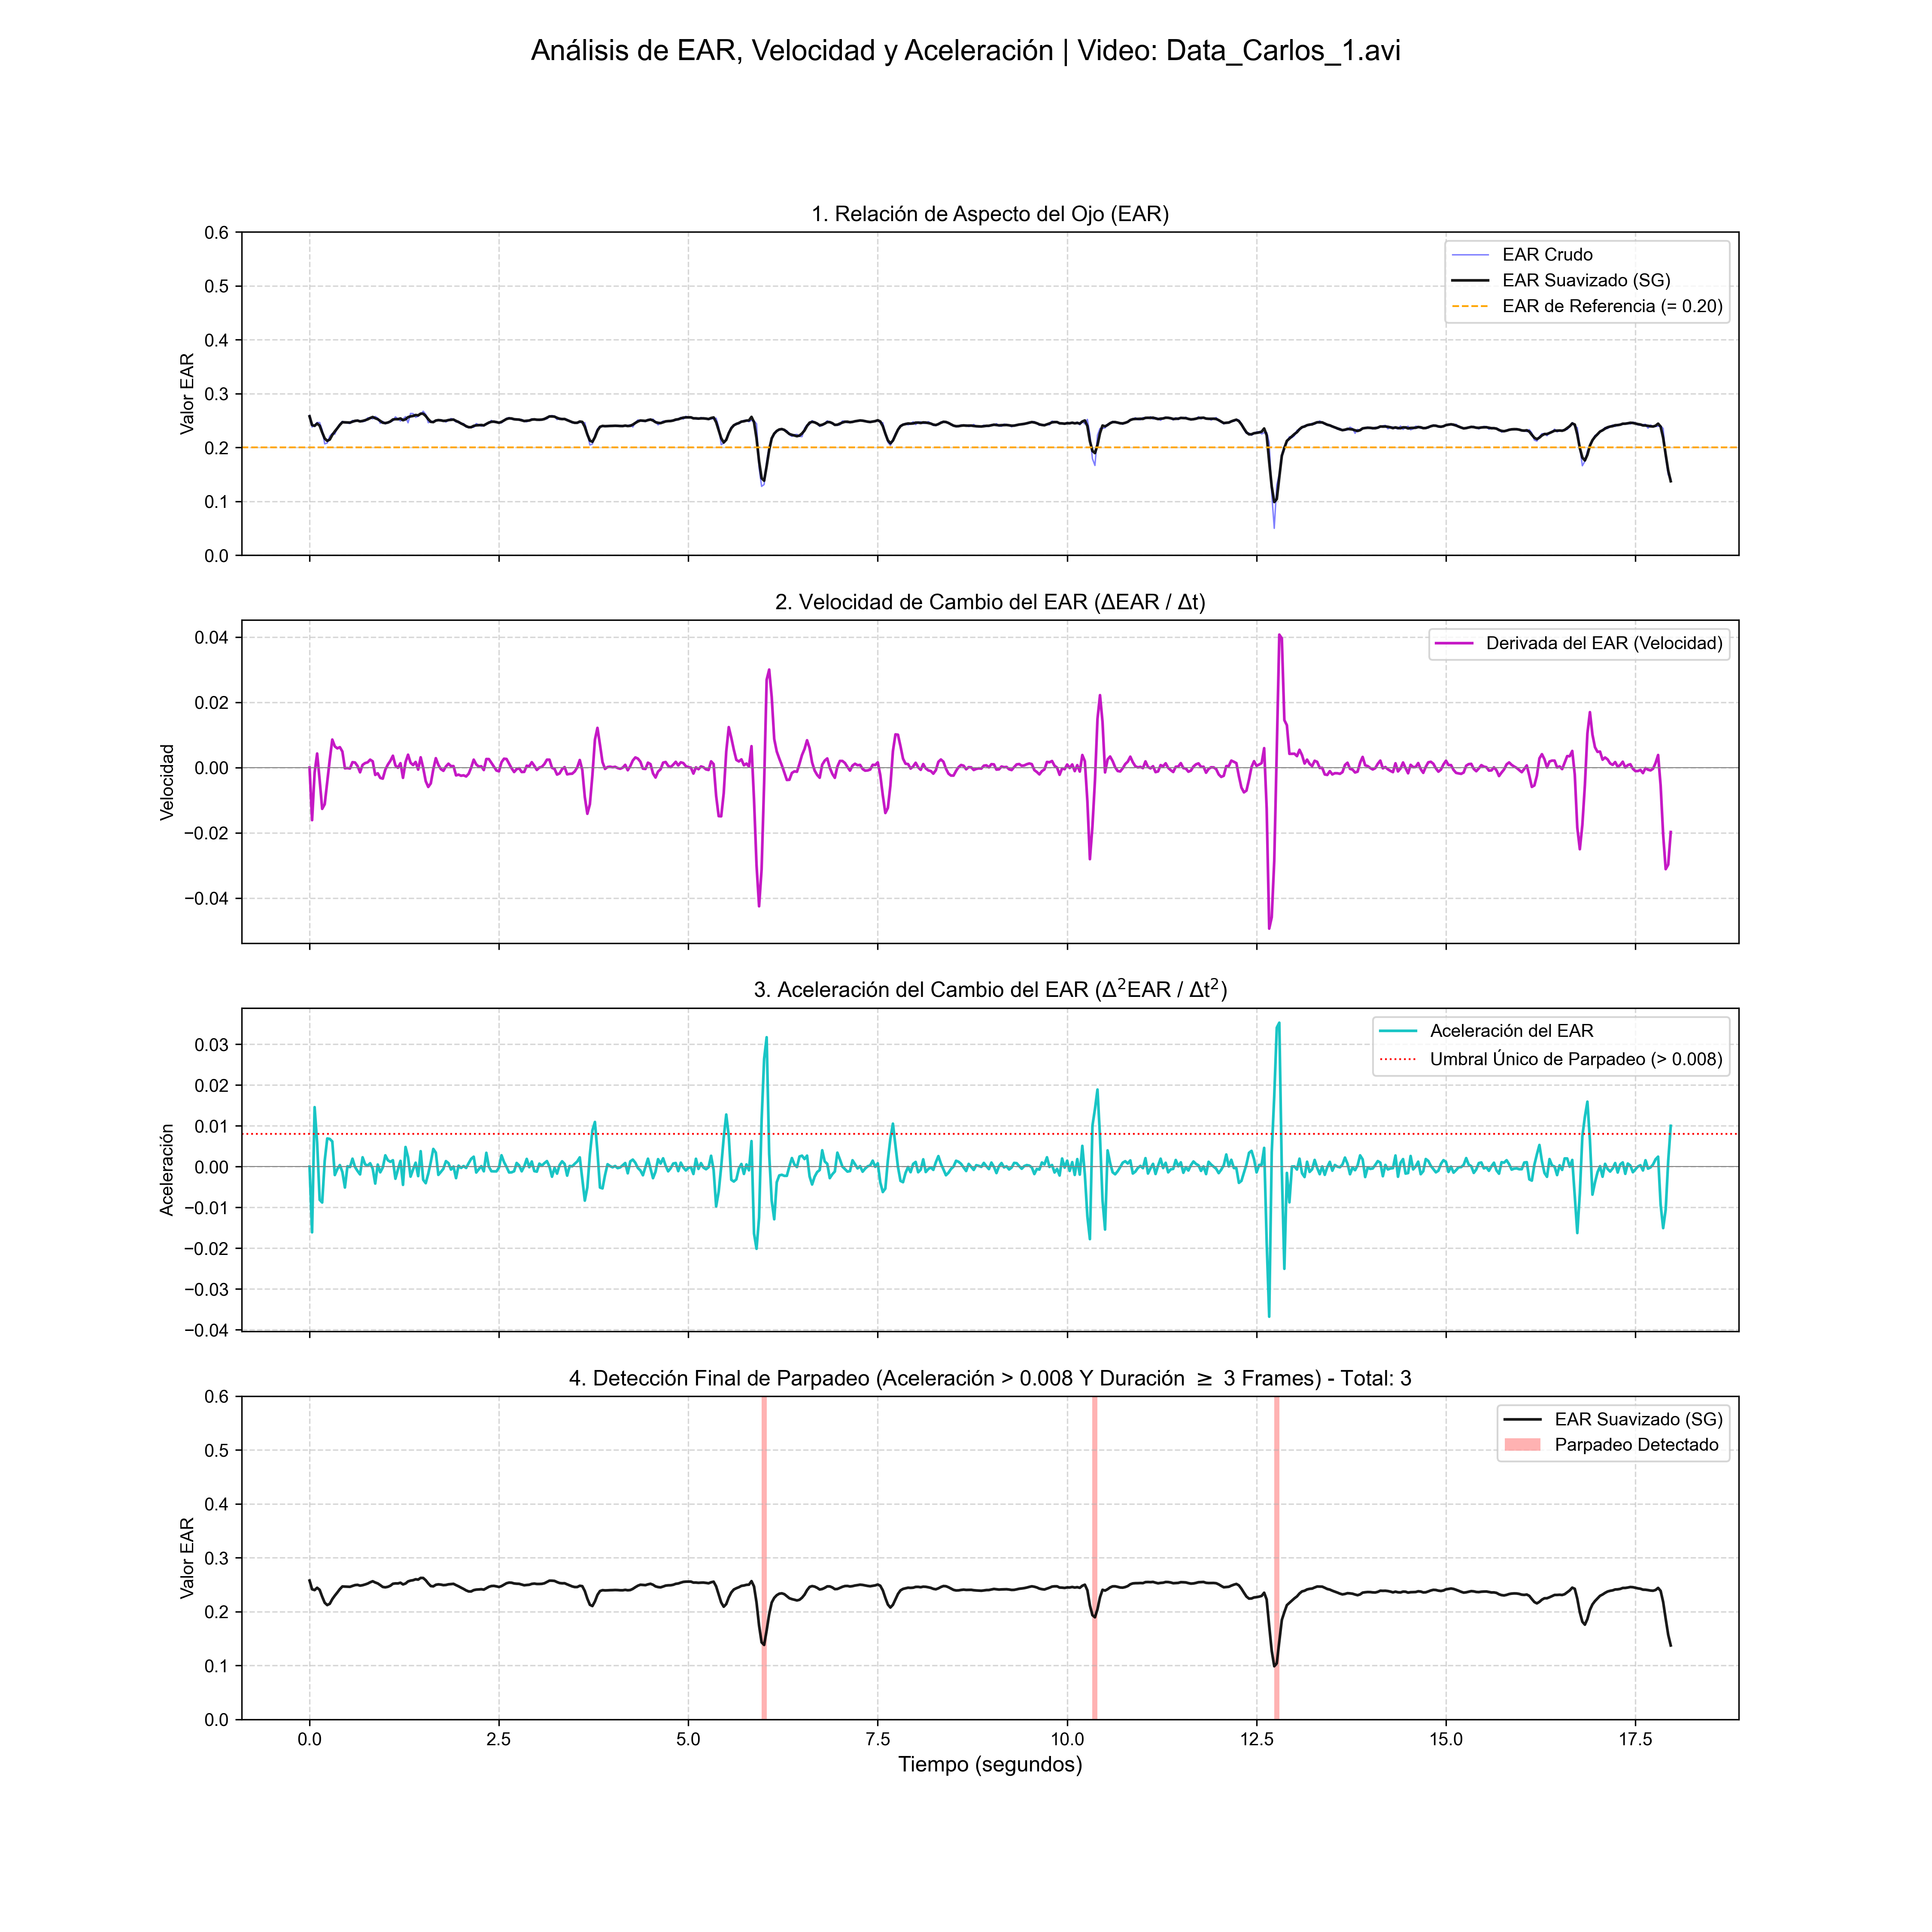 Análisis de EAR, Velocidad y Aceleración | Video: Data_Carlos_1.avi
1. Relación de Aspecto del Ojo (EAR)
0.6
0.5
0.4
0.3
0.2
0.1
0.0
Valor EAR
EAR Crudo
EAR Suavizado (SG)
EAR de Referencia (= 0.20)
2. Velocidad de Cambio del EAR (ΔEAR / Δt)
0.04
0.02
0.00
−0.02
−0.04
Velocidad
Derivada del EAR (Velocidad)
3. Aceleración del Cambio del EAR (Δ²EAR / Δt²)
0.03
0.02
0.01
0.00
−0.01
−0.02
−0.03
−0.04
Aceleración
Aceleración del EAR
Umbral Único de Parpadeo (> 0.008)
4. Detección Final de Parpadeo (Aceleración > 0.008 Y Duración ≥ 3 Frames) - Total: 3
0.6
0.5
0.4
0.3
0.2
0.1
0.0
Valor EAR
EAR Suavizado (SG)
Parpadeo Detectado
0.0 2.5 5.0 7.5 10.0 12.5 15.0 17.5
Tiempo (segundos)